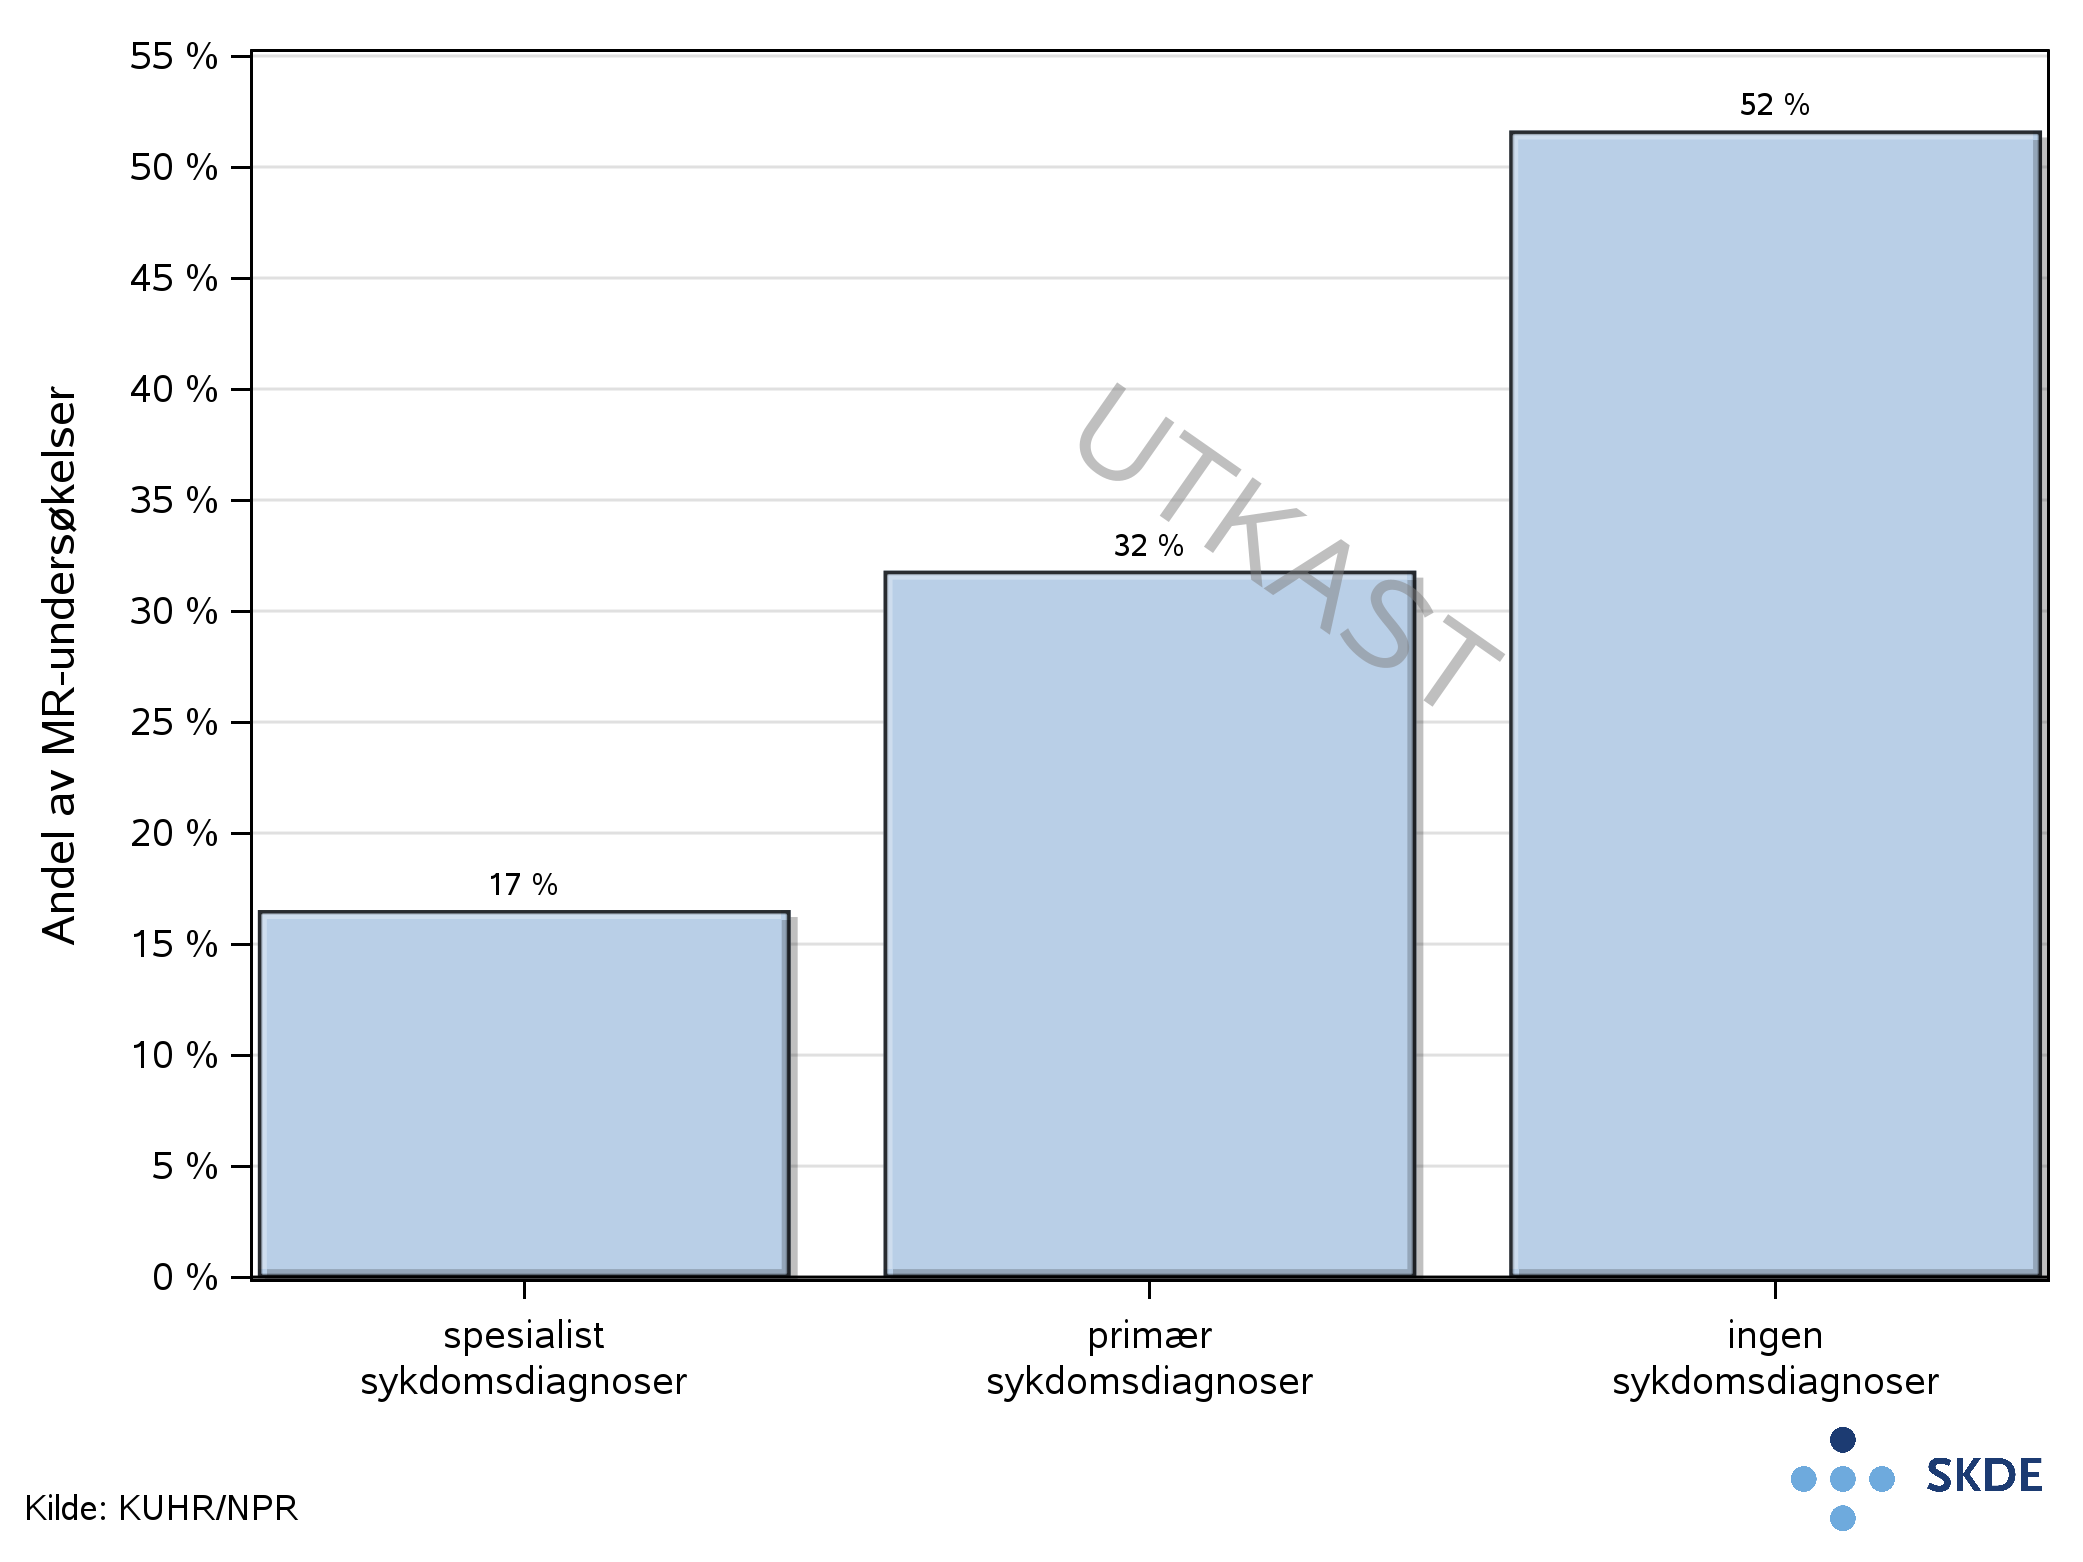 55 %
50 %
45 %
40 %
35 %
30 %
25 %
20 %
15 %
10 %
5 %
0 %
Andel av MR-undersøkelser
17 %
32 %
52 %
UTKAST
spesialist
sykdomsdiagnoser
primær
sykdomsdiagnoser
ingen
sykdomsdiagnoser
Kilde: KUHR/NPR
SKDE